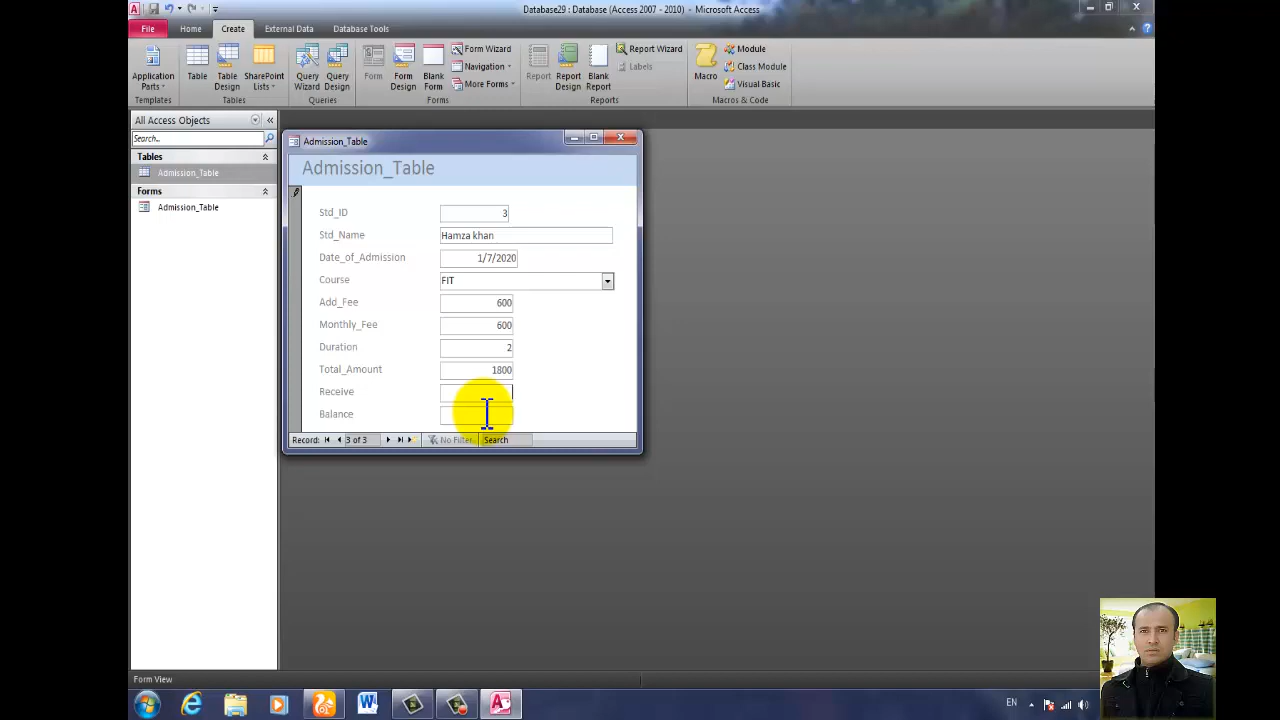 Database29 : Database (Access 2007 - 2010) - Microsoft Access
File Home Create External Data Database Tools
Application Parts Table Table Design SharePoint Lists Query Wizard Query Design Form Form Design Blank Form Form Wizard Navigation More Forms Report Report Design Blank Report Report Wizard Labels Macro Module Class Module Visual Basic
Templates Tables Queries Forms Reports Macros & Code
All Access Objects
Search..
Tables
Admission_Table
Forms
Admission_Table
Admission_Table
Admission_Table
Std_ID 3
Std_Name Hamza khan
Date_of_Admission 1/7/2020
Course FIT
Add_Fee 600
Monthly_Fee 600
Duration 2
Total_Amount 1800
Receive
Balance
Record: 3 of 3 No Filter Search
Form View
EN